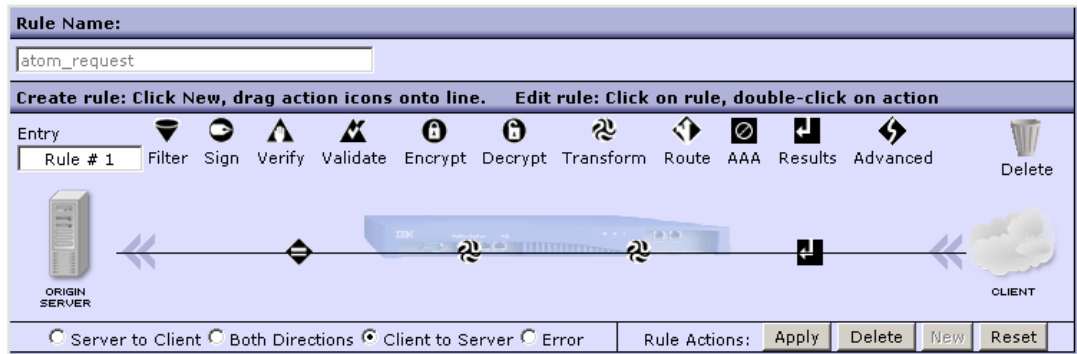 Rule Name:
atom_request
Create rule: Click New, drag action icons onto line. Edit rule: Click on rule, double-click on action
Entry
Rule # 1
Filter Sign Verify Validate Encrypt Decrypt Transform Route AAA Results Advanced
Delete
IBM
ORIGIN
SERVER
CLIENT
Server to Client Both Directions Client to Server Error Rule Actions: Apply Delete New Reset